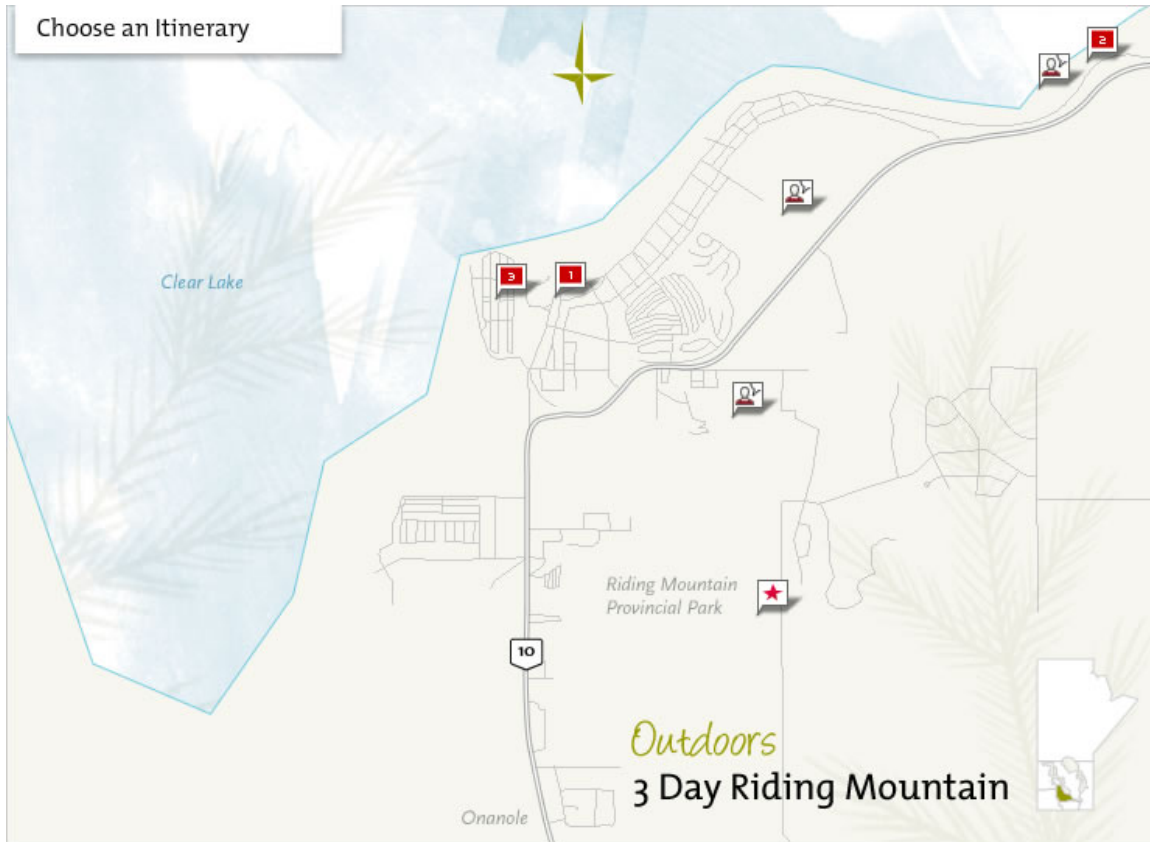 Choose an Itinerary
2
3
1
Clear Lake
Riding Mountain
Provincial Park
10
Outdoors
3 Day Riding Mountain
Onanole